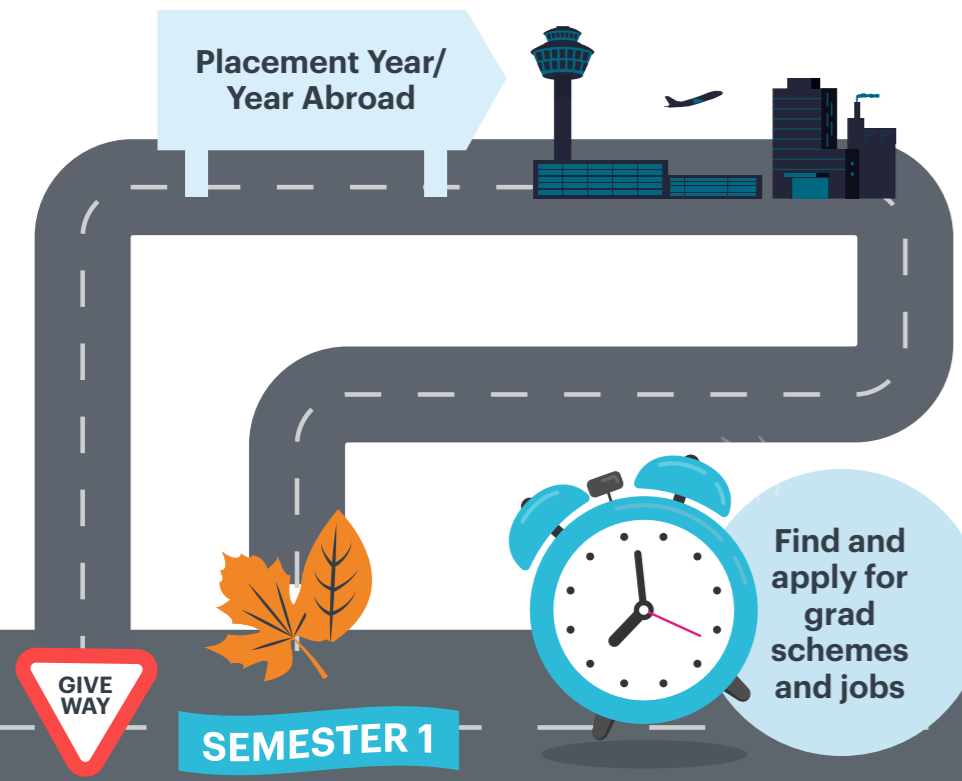 Placement Year/
Year Abroad
Find and
apply for
grad
schemes
and jobs
GIVE
WAY
SEMESTER 1